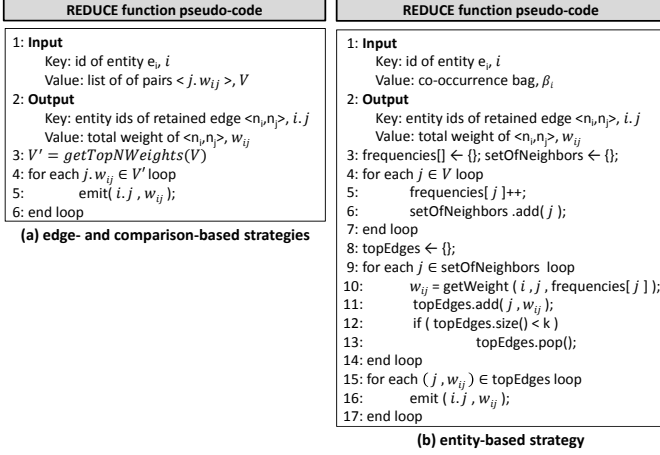 REDUCE function pseudo-code
1: Input
Key: id of entity eᵢ, i
Value: list of of pairs < j. wᵢⱼ >, V
2: Output
Key: entity ids of retained edge <nᵢ,nⱼ>, i.j
Value: total weight of <nᵢ,nⱼ>, wᵢⱼ
3: V' = getTopNWeights(V)
4: for each j.wᵢⱼ ∈ V' loop
5: emit( i.j , wᵢⱼ );
6: end loop
(a) edge- and comparison-based strategies
REDUCE function pseudo-code
1: Input
Key: id of entity eᵢ, i
Value: co-occurrence bag, βᵢ
2: Output
Key: entity ids of retained edge <nᵢ,nⱼ>, i.j
Value: total weight of <nᵢ,nⱼ>, wᵢⱼ
3: frequencies[] ← {}; setOfNeighbors ← {};
4: for each j ∈ V loop
5: frequencies[ j ]++;
6: setOfNeighbors .add( j );
7: end loop
8: topEdges ← {};
9: for each j ∈ setOfNeighbors loop
10: wᵢⱼ = getWeight ( i , j , frequencies[ j ] );
11: topEdges.add( j , wᵢⱼ );
12: if ( topEdges.size() < k )
13: topEdges.pop();
14: end loop
15: for each ( j , wᵢⱼ ) ∈ topEdges loop
16: emit ( i.j , wᵢⱼ );
17: end loop
(b) entity-based strategy